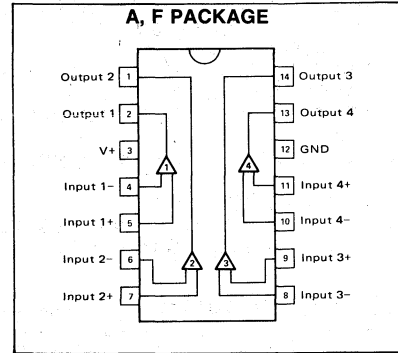 A, F PACKAGE
Output 2 1
Output 1 2
V+ 3
Input 1- 4
Input 1+ 5
Input 2- 6
Input 2+ 7
14 Output 3
13 Output 4
12 GND
11 Input 4+
10 Input 4-
9 Input 3+
8 Input 3-
1
4
2
3